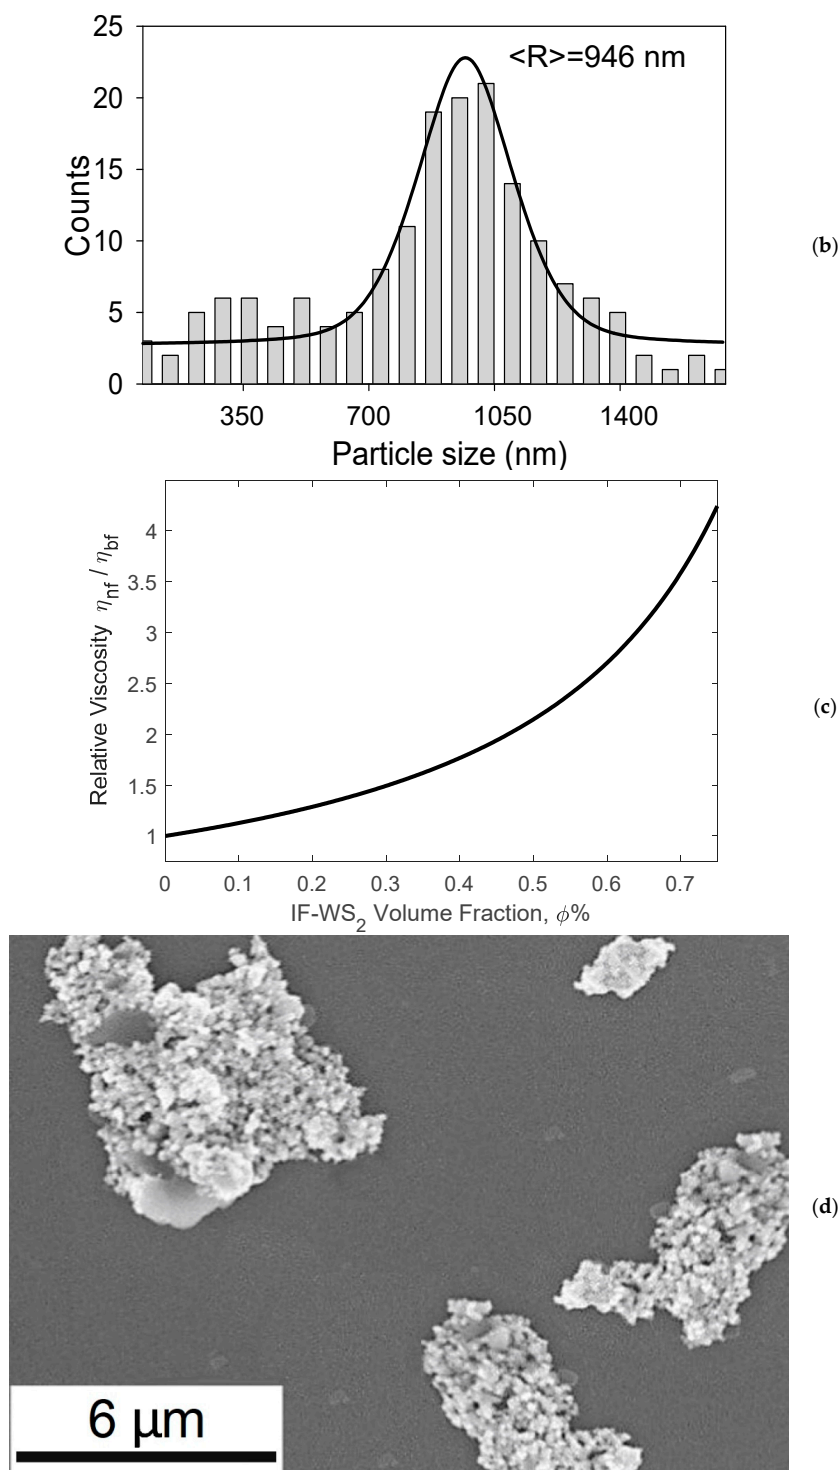 25
20
15
10
5
0
Counts
<R>=946 nm
350 700 1050 1400
Particle size (nm)
(b)
4
3.5
3
2.5
2
1.5
1
Relative Viscosity η_nf / η_bf
0 0.1 0.2 0.3 0.4 0.5 0.6 0.7
IF-WS₂ Volume Fraction, ϕ%
(c)
6 μm
(d)